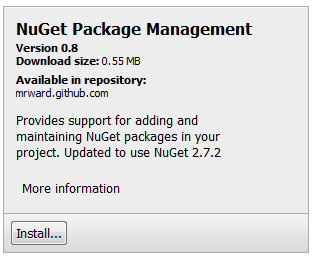 NuGet Package Management
Version 0.8
Download size: 0.55 MB
Available in repository:
mrward.github.com
Provides support for adding and
maintaining NuGet packages in your
project. Updated to use NuGet 2.7.2
More information
Install...